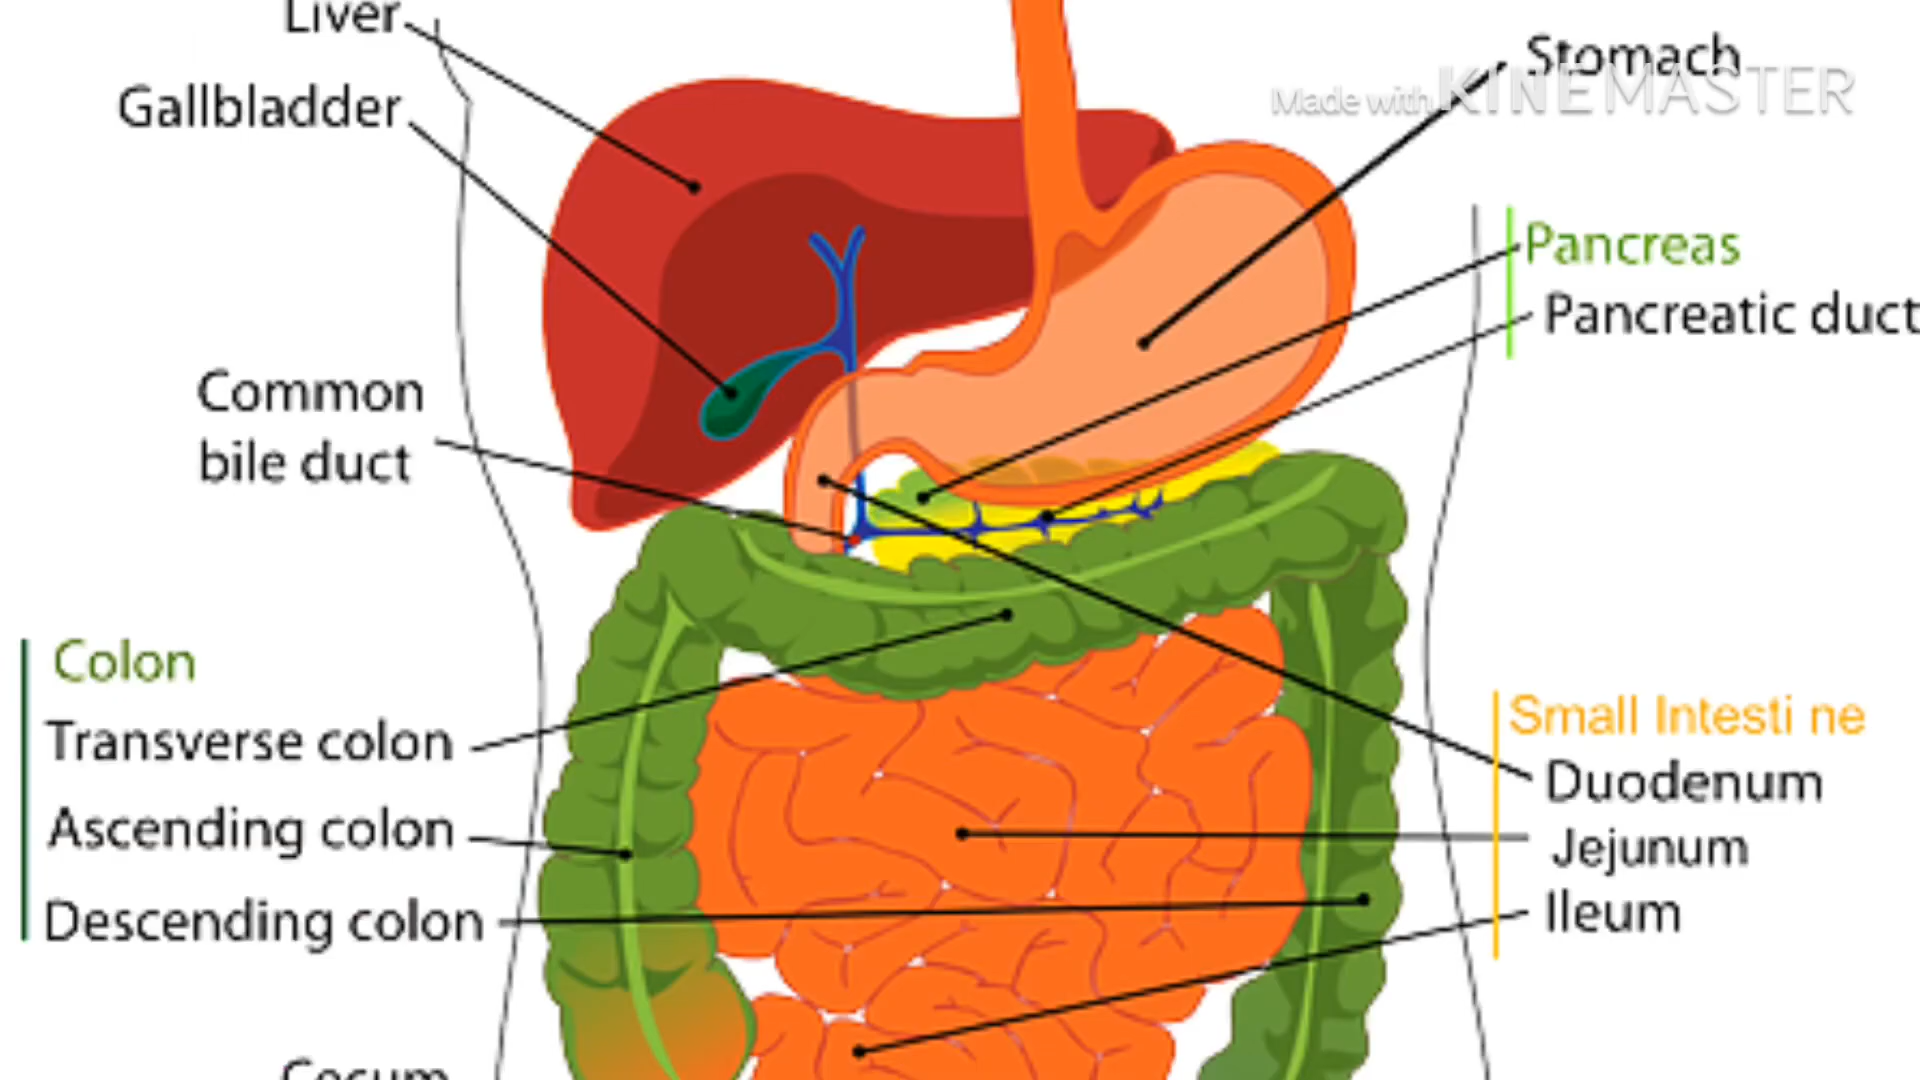 Liver
Gallbladder
Common
bile duct
Colon
Transverse colon
Ascending colon
Descending colon
Cecum
Stomach
Made with KINEMASTER
Pancreas
Pancreatic duct
Small Intesti ne
Duodenum
Jejunum
Ileum